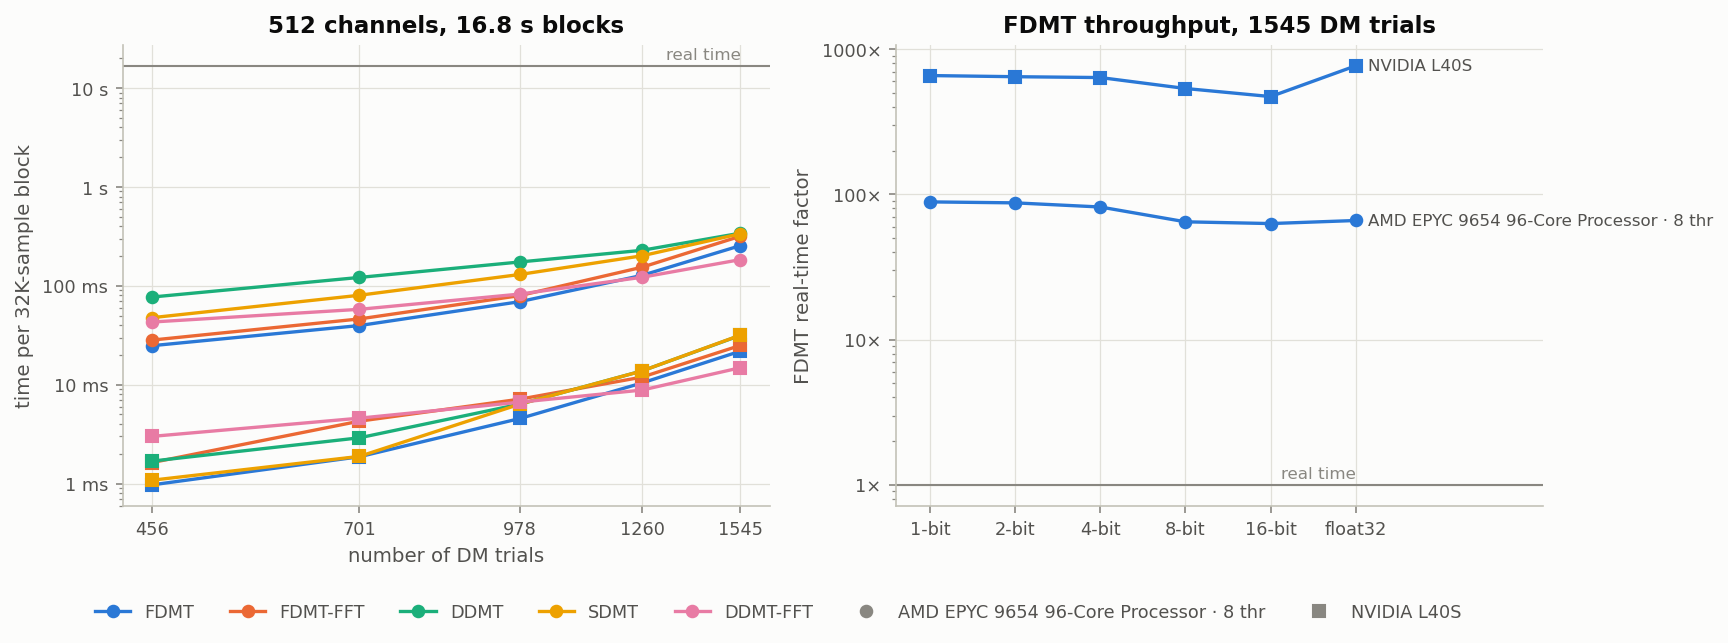 512 channels, 16.8 s blocks
real time
10 s
1 s
100 ms
10 ms
1 ms
time per 32K-sample block
456 701 978 1260 1545
number of DM trials
FDMT throughput, 1545 DM trials
1000×
100×
10×
1×
FDMT real-time factor
NVIDIA L40S
AMD EPYC 9654 96-Core Processor · 8 thr
real time
1-bit 2-bit 4-bit 8-bit 16-bit float32
FDMT FDMT-FFT DDMT SDMT DDMT-FFT AMD EPYC 9654 96-Core Processor · 8 thr NVIDIA L40S